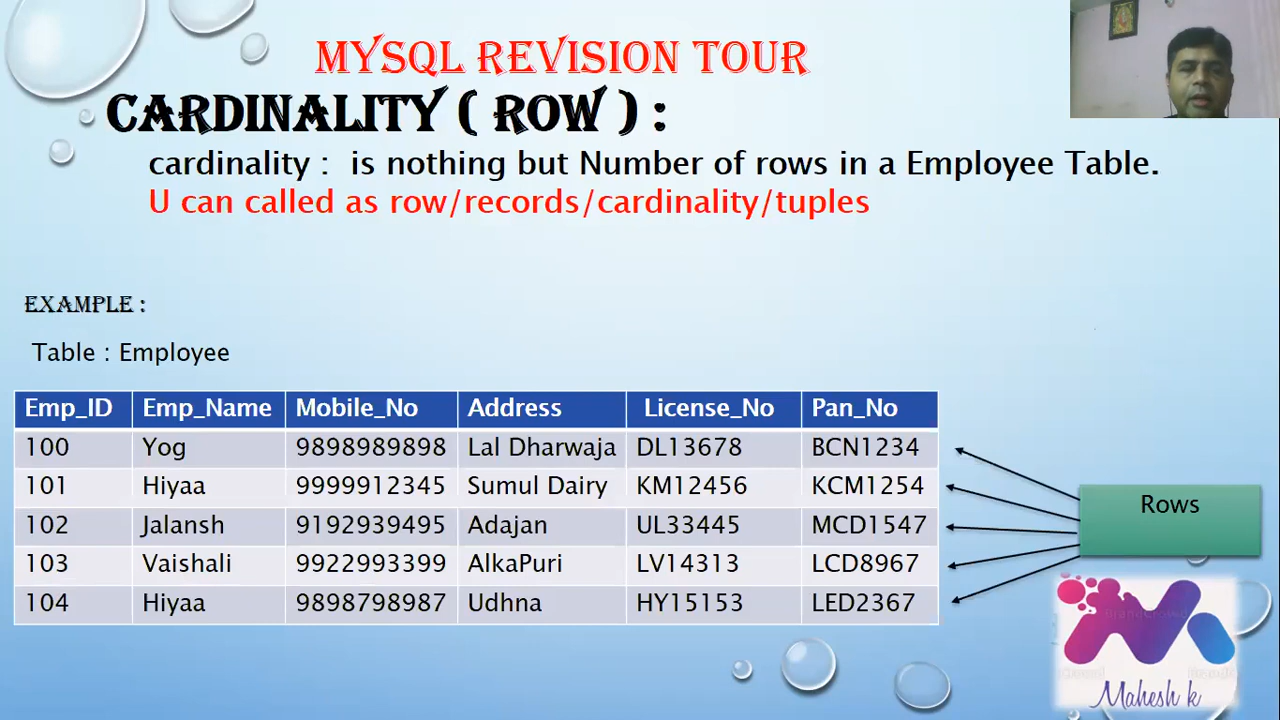 MYSQL REVISION TOUR
CARDINALITY ( ROW ) :
cardinality : is nothing but Number of rows in a Employee Table.
U can called as row/records/cardinality/tuples
EXAMPLE :
Table : Employee
Emp_ID Emp_Name Mobile_No Address License_No Pan_No
100 Yog 9898989898 Lal Dharwaja DL13678 BCN1234
101 Hiyaa 9999912345 Sumul Dairy KM12456 KCM1254
102 Jalansh 9192939495 Adajan UL33445 MCD1547
103 Vaishali 9922993399 AlkaPuri LV14313 LCD8967
104 Hiyaa 9898798987 Udhna HY15153 LED2367
Rows
Mahesh k